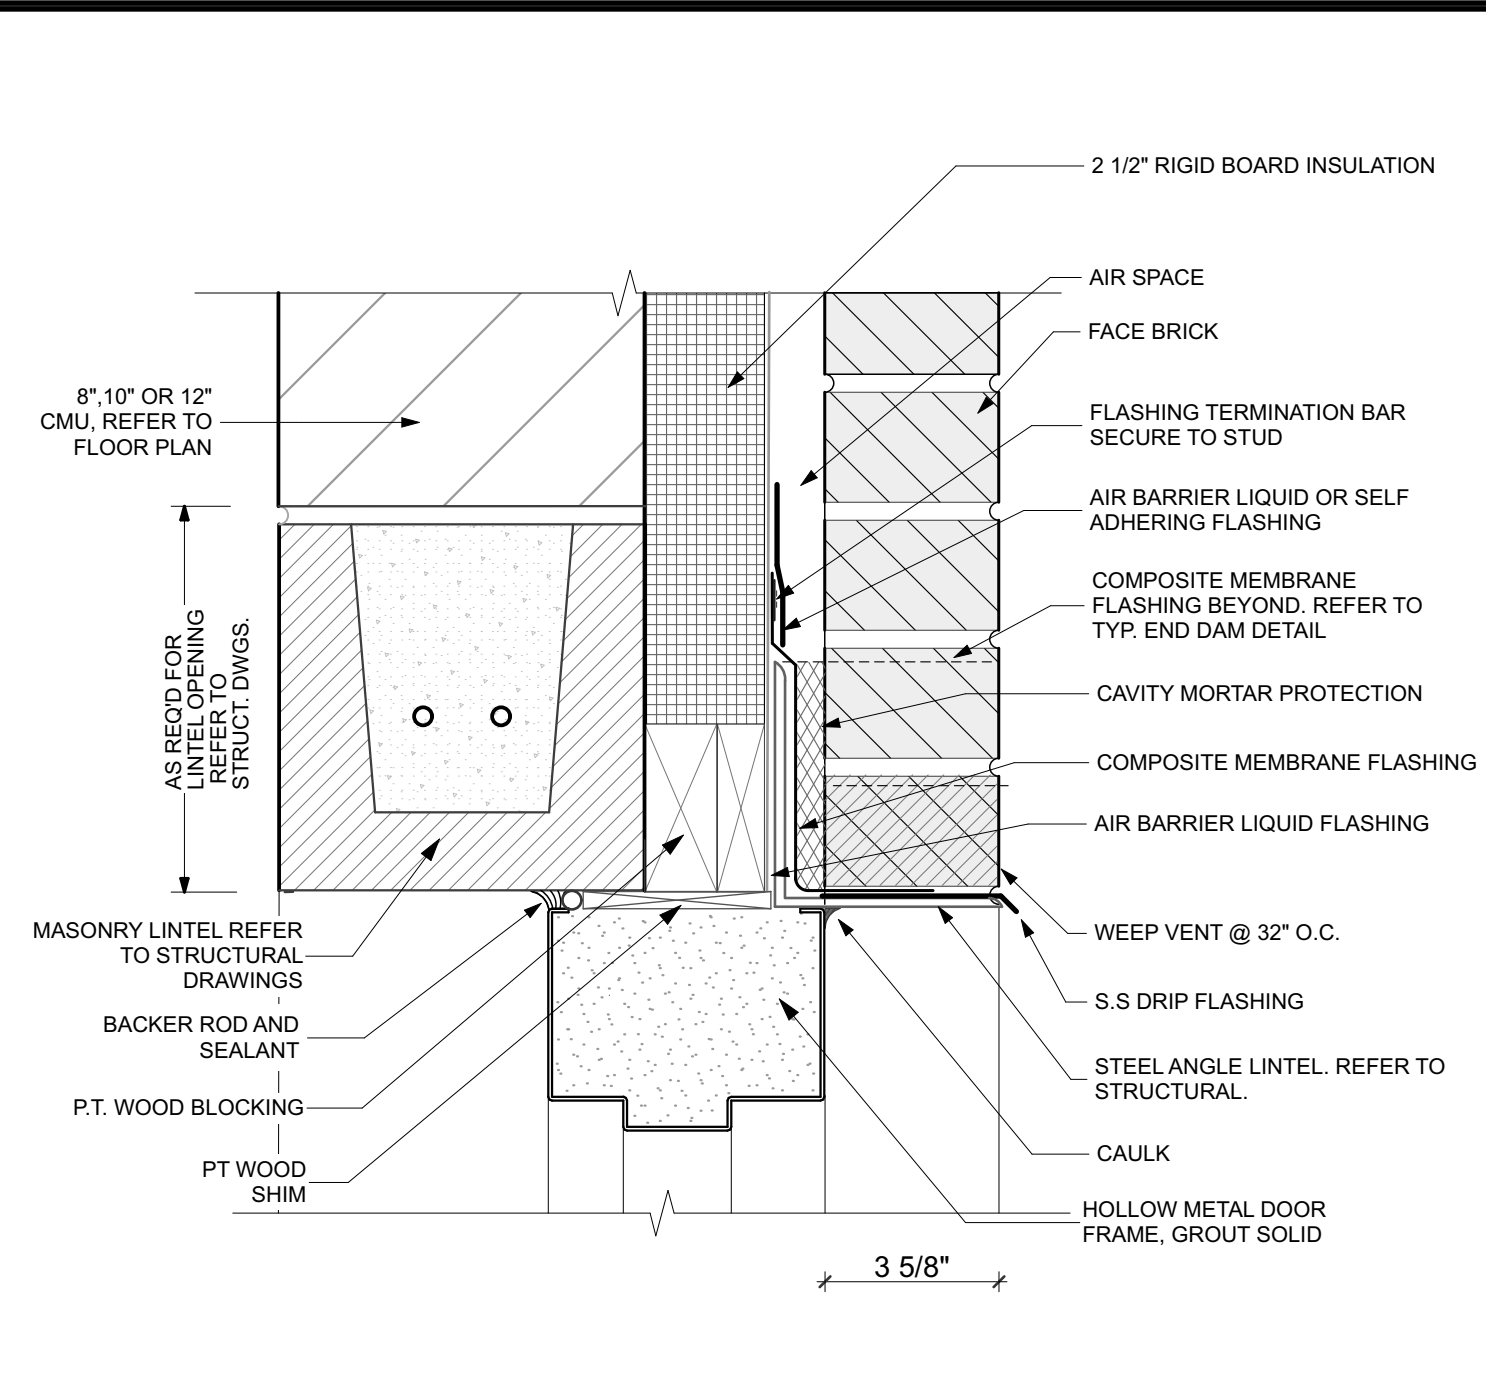 2 1/2" RIGID BOARD INSULATION
AIR SPACE
FACE BRICK
FLASHING TERMINATION BAR
SECURE TO STUD
AIR BARRIER LIQUID OR SELF
ADHERING FLASHING
COMPOSITE MEMBRANE
FLASHING BEYOND. REFER TO
TYP. END DAM DETAIL
CAVITY MORTAR PROTECTION
COMPOSITE MEMBRANE FLASHING
AIR BARRIER LIQUID FLASHING
WEEP VENT @ 32" O.C.
S.S DRIP FLASHING
STEEL ANGLE LINTEL. REFER TO
STRUCTURAL.
CAULK
HOLLOW METAL DOOR
FRAME, GROUT SOLID
3 5/8"
8",10" OR 12"
CMU, REFER TO
FLOOR PLAN
AS REQ'D FOR
LINTEL OPENING
REFER TO
STRUCT. DWGS.
MASONRY LINTEL REFER
TO STRUCTURAL
DRAWINGS
BACKER ROD AND
SEALANT
P.T. WOOD BLOCKING
PT WOOD
SHIM